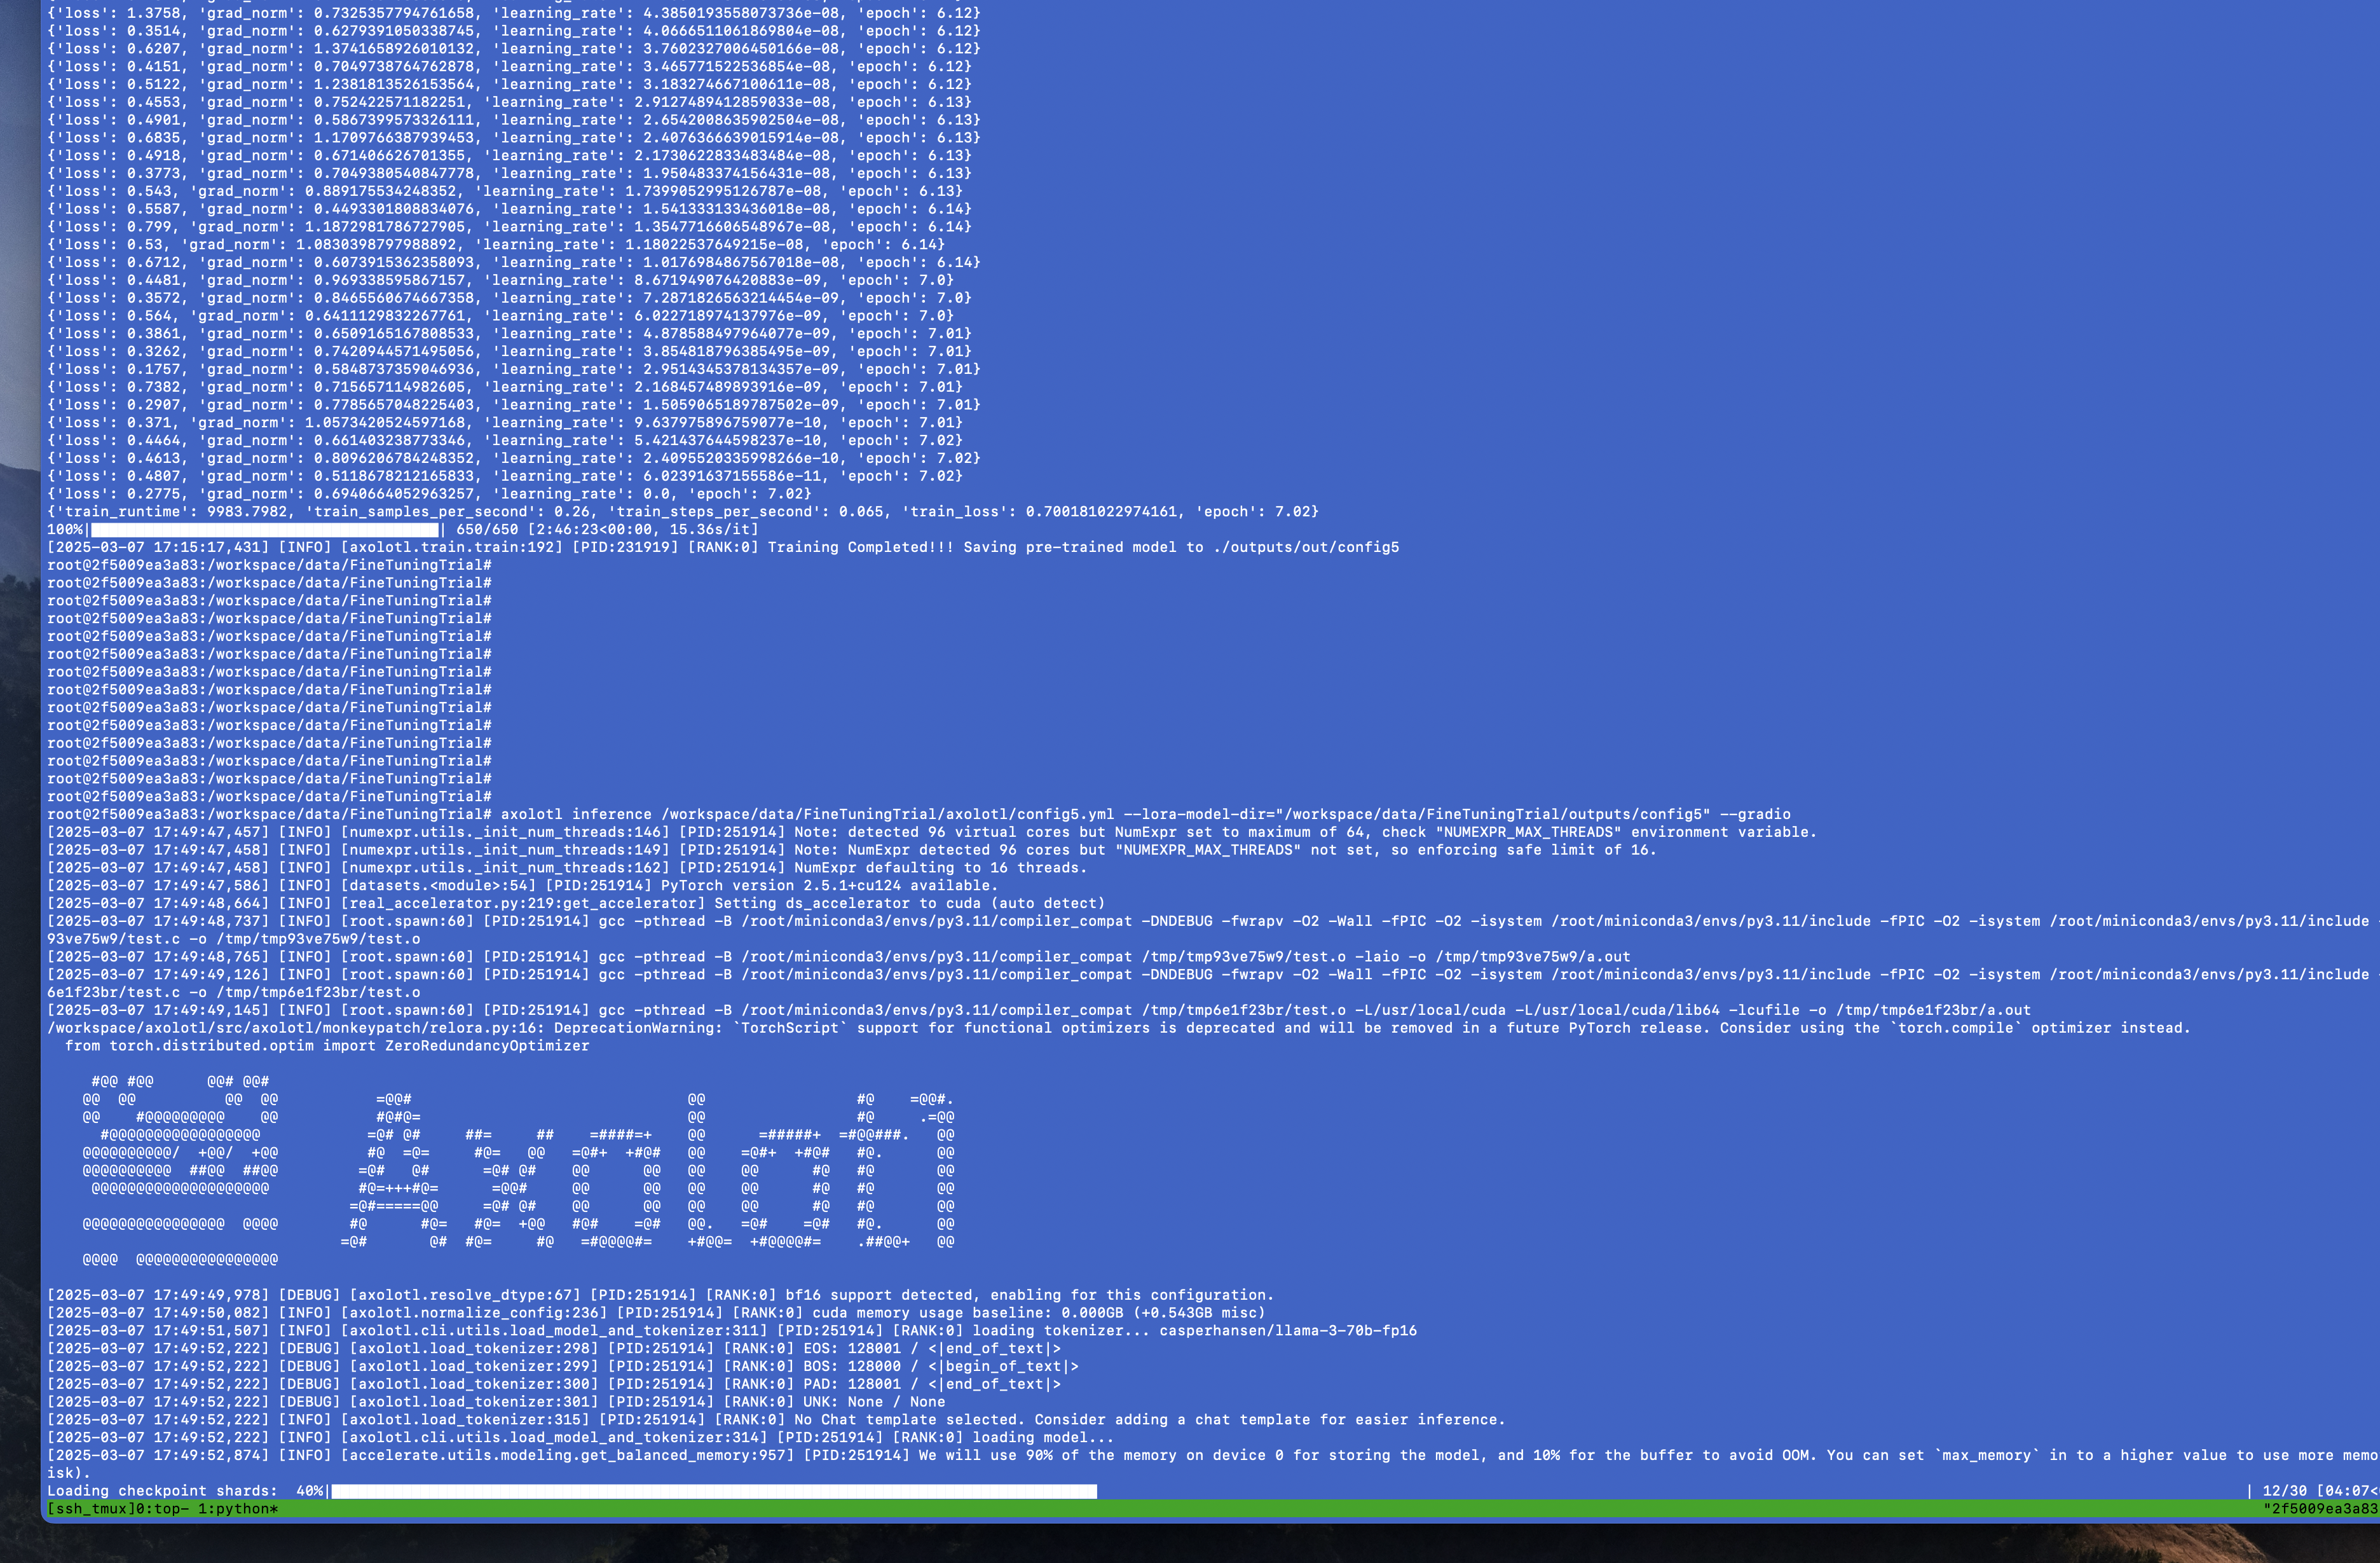 {'loss': 1.3758, 'grad_norm': 0.7325357794761658, 'learning_rate': 4.3850193558073736e-08, 'epoch': 6.12}
{'loss': 0.3514, 'grad_norm': 0.6279391050338745, 'learning_rate': 4.0666511061869804e-08, 'epoch': 6.12}
{'loss': 0.6207, 'grad_norm': 1.3741658926010132, 'learning_rate': 3.7602327006450166e-08, 'epoch': 6.12}
{'loss': 0.4151, 'grad_norm': 0.7049738764762878, 'learning_rate': 3.465771522536854e-08, 'epoch': 6.12}
{'loss': 0.5122, 'grad_norm': 1.2381813526153564, 'learning_rate': 3.183274667100611e-08, 'epoch': 6.12}
{'loss': 0.4553, 'grad_norm': 0.752422571182251, 'learning_rate': 2.9127489412859033e-08, 'epoch': 6.13}
{'loss': 0.4901, 'grad_norm': 0.5867399573326111, 'learning_rate': 2.6542008635902504e-08, 'epoch': 6.13}
{'loss': 0.6835, 'grad_norm': 1.1709766387939453, 'learning_rate': 2.4076366639015914e-08, 'epoch': 6.13}
{'loss': 0.4918, 'grad_norm': 0.671406626701355, 'learning_rate': 2.1730622833483484e-08, 'epoch': 6.13}
{'loss': 0.3773, 'grad_norm': 0.7049380540847778, 'learning_rate': 1.950483374156431e-08, 'epoch': 6.13}
{'loss': 0.543, 'grad_norm': 0.889175534248352, 'learning_rate': 1.7399052995126787e-08, 'epoch': 6.13}
{'loss': 0.5587, 'grad_norm': 0.4493301808834076, 'learning_rate': 1.541333133436018e-08, 'epoch': 6.14}
{'loss': 0.799, 'grad_norm': 1.1872981786727905, 'learning_rate': 1.3547716606548967e-08, 'epoch': 6.14}
{'loss': 0.53, 'grad_norm': 1.0830398797988892, 'learning_rate': 1.18022537649215e-08, 'epoch': 6.14}
{'loss': 0.6712, 'grad_norm': 0.6073915362358093, 'learning_rate': 1.0176984867567018e-08, 'epoch': 6.14}
{'loss': 0.4481, 'grad_norm': 0.969338595867157, 'learning_rate': 8.671949076420883e-09, 'epoch': 7.0}
{'loss': 0.3572, 'grad_norm': 0.8465560674667358, 'learning_rate': 7.2871826563214454e-09, 'epoch': 7.0}
{'loss': 0.564, 'grad_norm': 0.6411129832267761, 'learning_rate': 6.022718974137976e-09, 'epoch': 7.0}
{'loss': 0.3861, 'grad_norm': 0.6509165167808533, 'learning_rate': 4.878588497964077e-09, 'epoch': 7.01}
{'loss': 0.3262, 'grad_norm': 0.7420944571495056, 'learning_rate': 3.854818796385495e-09, 'epoch': 7.01}
{'loss': 0.1757, 'grad_norm': 0.5848737359046936, 'learning_rate': 2.9514345378134357e-09, 'epoch': 7.01}
{'loss': 0.7382, 'grad_norm': 0.715657114982605, 'learning_rate': 2.168457489893916e-09, 'epoch': 7.01}
{'loss': 0.2907, 'grad_norm': 0.7785657048225403, 'learning_rate': 1.5059065189787502e-09, 'epoch': 7.01}
{'loss': 0.371, 'grad_norm': 1.0573420524597168, 'learning_rate': 9.637975896759077e-10, 'epoch': 7.01}
{'loss': 0.4464, 'grad_norm': 0.661403238773346, 'learning_rate': 5.421437644598237e-10, 'epoch': 7.02}
{'loss': 0.4613, 'grad_norm': 0.8096206784248352, 'learning_rate': 2.4095520335998266e-10, 'epoch': 7.02}
{'loss': 0.4807, 'grad_norm': 0.5118678212165833, 'learning_rate': 6.02391637155586e-11, 'epoch': 7.02}
{'loss': 0.2775, 'grad_norm': 0.6940664052963257, 'learning_rate': 0.0, 'epoch': 7.02}
{'train_runtime': 9983.7982, 'train_samples_per_second': 0.26, 'train_steps_per_second': 0.065, 'train_loss': 0.700181022974161, 'epoch': 7.02}
100%| | 650/650 [2:46:23<00:00, 15.36s/it]
[2025-03-07 17:15:17,431] [INFO] [axolotl.train.train:192] [PID:231919] [RANK:0] Training Completed!!! Saving pre-trained model to ./outputs/out/config5
root@2f5009ea3a83:/workspace/data/FineTuningTrial#
root@2f5009ea3a83:/workspace/data/FineTuningTrial#
root@2f5009ea3a83:/workspace/data/FineTuningTrial#
root@2f5009ea3a83:/workspace/data/FineTuningTrial#
root@2f5009ea3a83:/workspace/data/FineTuningTrial#
root@2f5009ea3a83:/workspace/data/FineTuningTrial#
root@2f5009ea3a83:/workspace/data/FineTuningTrial#
root@2f5009ea3a83:/workspace/data/FineTuningTrial#
root@2f5009ea3a83:/workspace/data/FineTuningTrial#
root@2f5009ea3a83:/workspace/data/FineTuningTrial#
root@2f5009ea3a83:/workspace/data/FineTuningTrial#
root@2f5009ea3a83:/workspace/data/FineTuningTrial#
root@2f5009ea3a83:/workspace/data/FineTuningTrial#
root@2f5009ea3a83:/workspace/data/FineTuningTrial#
root@2f5009ea3a83:/workspace/data/FineTuningTrial# axolotl inference /workspace/data/FineTuningTrial/axolotl/config5.yml --lora-model-dir="/workspace/data/FineTuningTrial/outputs/config5" --gradio
[2025-03-07 17:49:47,457] [INFO] [numexpr.utils._init_num_threads:146] [PID:251914] Note: detected 96 virtual cores but NumExpr set to maximum of 64, check "NUMEXPR_MAX_THREADS" environment variable.
[2025-03-07 17:49:47,458] [INFO] [numexpr.utils._init_num_threads:149] [PID:251914] Note: NumExpr detected 96 cores but "NUMEXPR_MAX_THREADS" not set, so enforcing safe limit of 16.
[2025-03-07 17:49:47,458] [INFO] [numexpr.utils._init_num_threads:162] [PID:251914] NumExpr defaulting to 16 threads.
[2025-03-07 17:49:47,586] [INFO] [datasets.<module>:54] [PID:251914] PyTorch version 2.5.1+cu124 available.
[2025-03-07 17:49:48,664] [INFO] [real_accelerator.py:219:get_accelerator] Setting ds_accelerator to cuda (auto detect)
[2025-03-07 17:49:48,737] [INFO] [root.spawn:60] [PID:251914] gcc -pthread -B /root/miniconda3/envs/py3.11/compiler_compat -DNDEBUG -fwrapv -O2 -Wall -fPIC -O2 -isystem /root/miniconda3/envs/py3.11/include -fPIC -O2 -isystem /root/miniconda3/envs/py3.11/include -
93ve75w9/test.c -o /tmp/tmp93ve75w9/test.o
[2025-03-07 17:49:48,765] [INFO] [root.spawn:60] [PID:251914] gcc -pthread -B /root/miniconda3/envs/py3.11/compiler_compat /tmp/tmp93ve75w9/test.o -laio -o /tmp/tmp93ve75w9/a.out
[2025-03-07 17:49:49,126] [INFO] [root.spawn:60] [PID:251914] gcc -pthread -B /root/miniconda3/envs/py3.11/compiler_compat -DNDEBUG -fwrapv -O2 -Wall -fPIC -O2 -isystem /root/miniconda3/envs/py3.11/include -fPIC -O2 -isystem /root/miniconda3/envs/py3.11/include -
6e1f23br/test.c -o /tmp/tmp6e1f23br/test.o
[2025-03-07 17:49:49,145] [INFO] [root.spawn:60] [PID:251914] gcc -pthread -B /root/miniconda3/envs/py3.11/compiler_compat /tmp/tmp6e1f23br/test.o -L/usr/local/cuda -L/usr/local/cuda/lib64 -lcufile -o /tmp/tmp6e1f23br/a.out
/workspace/axolotl/src/axolotl/monkeypatch/relora.py:16: DeprecationWarning: `TorchScript` support for functional optimizers is deprecated and will be removed in a future PyTorch release. Consider using the `torch.compile` optimizer instead.
from torch.distributed.optim import ZeroRedundancyOptimizer
[2025-03-07 17:49:49,978] [DEBUG] [axolotl.resolve_dtype:67] [PID:251914] [RANK:0] bf16 support detected, enabling for this configuration.
[2025-03-07 17:49:50,082] [INFO] [axolotl.normalize_config:236] [PID:251914] [RANK:0] cuda memory usage baseline: 0.000GB (+0.543GB misc)
[2025-03-07 17:49:51,507] [INFO] [axolotl.cli.utils.load_model_and_tokenizer:311] [PID:251914] [RANK:0] loading tokenizer... casperhansen/llama-3-70b-fp16
[2025-03-07 17:49:52,222] [DEBUG] [axolotl.load_tokenizer:298] [PID:251914] [RANK:0] EOS: 128001 / <|end_of_text|>
[2025-03-07 17:49:52,222] [DEBUG] [axolotl.load_tokenizer:299] [PID:251914] [RANK:0] BOS: 128000 / <|begin_of_text|>
[2025-03-07 17:49:52,222] [DEBUG] [axolotl.load_tokenizer:300] [PID:251914] [RANK:0] PAD: 128001 / <|end_of_text|>
[2025-03-07 17:49:52,222] [DEBUG] [axolotl.load_tokenizer:301] [PID:251914] [RANK:0] UNK: None / None
[2025-03-07 17:49:52,222] [INFO] [axolotl.load_tokenizer:315] [PID:251914] [RANK:0] No Chat template selected. Consider adding a chat template for easier inference.
[2025-03-07 17:49:52,222] [INFO] [axolotl.cli.utils.load_model_and_tokenizer:314] [PID:251914] [RANK:0] loading model...
[2025-03-07 17:49:52,874] [INFO] [accelerate.utils.modeling.get_balanced_memory:957] [PID:251914] We will use 90% of the memory on device 0 for storing the model, and 10% for the buffer to avoid OOM. You can set `max_memory` in to a higher value to use more memo
isk).
Loading checkpoint shards: 40%| | 12/30 [04:07<
[ssh_tmux]0:top- 1:python* "2f5009ea3a83